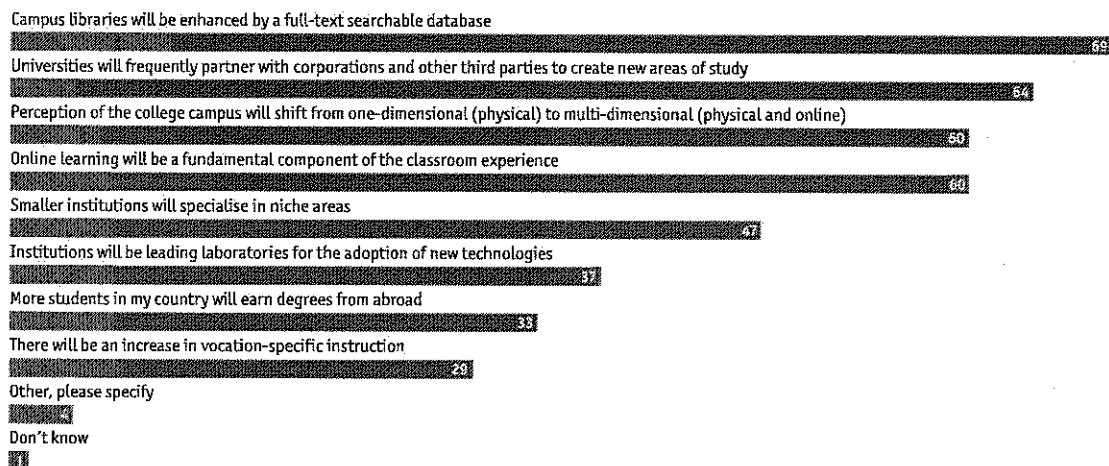 Campus libraries will be enhanced by a full-text searchable database
69
Universities will frequently partner with corporations and other third parties to create new areas of study
64
Perception of the college campus will shift from one-dimensional (physical) to multi-dimensional (physical and online)
60
Online learning will be a fundamental component of the classroom experience
60
Smaller institutions will specialise in niche areas
47
Institutions will be leading laboratories for the adoption of new technologies
37
More students in my country will earn degrees from abroad
33
There will be an increase in vocation-specific instruction
29
Other, please specify
4
Don't know
1